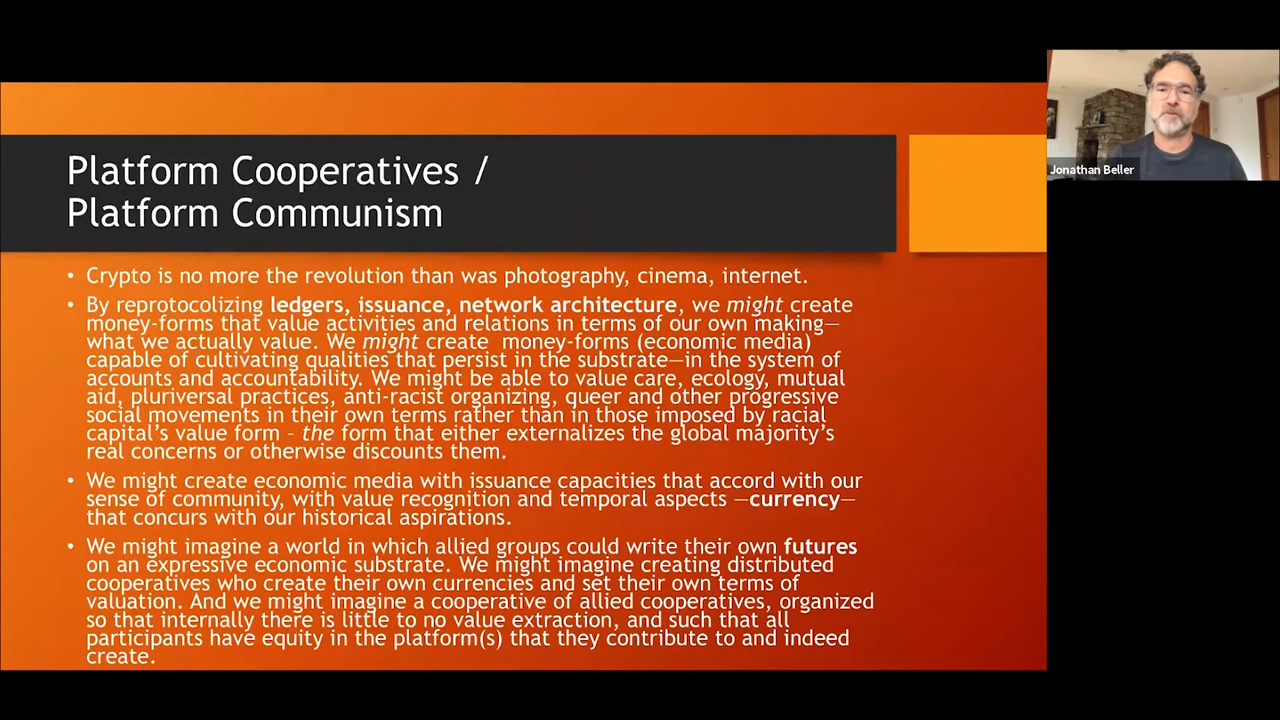 Platform Cooperatives /
Platform Communism
• Crypto is no more the revolution than was photography, cinema, internet.
• By reprotocolizing ledgers, issuance, network architecture, we might create
money-forms that value activities and relations in terms of our own making—
what we actually value. We might create money-forms (economic media)
capable of cultivating qualities that persist in the substrate—in the system of
accounts and accountability. We might be able to value care, ecology, mutual
aid, pluriversal practices, anti-racist organizing, queer and other progressive
social movements in their own terms rather than in those imposed by racial
capital’s value form – the form that either externalizes the global majority’s
real concerns or otherwise discounts them.
• We might create economic media with issuance capacities that accord with our
sense of community, with value recognition and temporal aspects —currency—
that concurs with our historical aspirations.
• We might imagine a world in which allied groups could write their own futures
on an expressive economic substrate. We might imagine creating distributed
cooperatives who create their own currencies and set their own terms of
valuation. And we might imagine a cooperative of allied cooperatives, organized
so that internally there is little to no value extraction, and such that all
participants have equity in the platform(s) that they contribute to and indeed
create.
Jonathan Beller